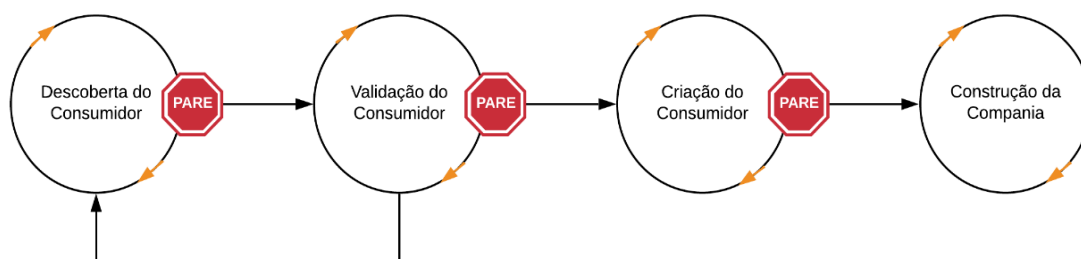 Descoberta do
Consumidor
PARE
Validação do
Consumidor
PARE
Criação do
Consumidor
PARE
Construção da
Compania